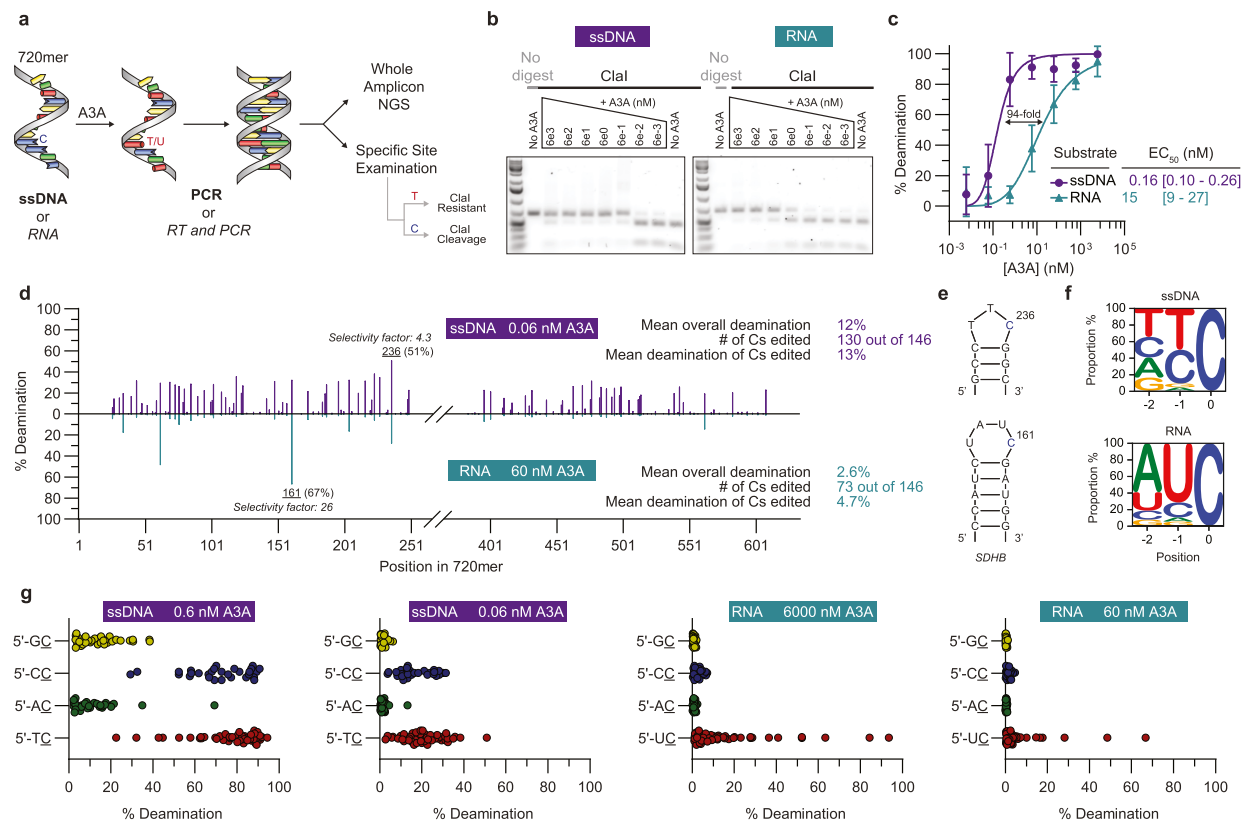 a
720mer
A3A
C
T/U
ssDNA
or
RNA
PCR
or
RT and PCR
Whole
Amplicon
NGS
Specific Site
Examination
T
ClaI
Resistant
C
ClaI
Cleavage
b
ssDNA
RNA
No
digest
ClaI
No
digest
ClaI
+ A3A (nM)
+ A3A (nM)
No A3A
6e3
6e2
6e1
6e0
6e-1
6e-2
6e-3
No A3A
No A3A
6e3
6e2
6e1
6e0
6e-1
6e-2
6e-3
No A3A
c
% Deamination
100
80
60
40
20
0
94-fold
Substrate EC50 (nM)
ssDNA 0.16 [0.10 - 0.26]
RNA 15 [9 - 27]
10-3 10-1 101 103 105
[A3A] (nM)
d
% Deamination
100
80
60
40
20
0
20
40
60
80
100
ssDNA 0.06 nM A3A
Mean overall deamination 12%
# of Cs edited 130 out of 146
Mean deamination of Cs edited 13%
Selectivity factor: 4.3
236 (51%)
RNA 60 nM A3A
Mean overall deamination 2.6%
# of Cs edited 73 out of 146
Mean deamination of Cs edited 4.7%
161 (67%)
Selectivity factor: 26
1 51 101 151 201 251 401 451 501 551 601
Position in 720mer
e
T
T C 236
T G
C G
C G
G C
5' 3'
A U
U C 161
U G
C A
U U
A G
C G
C
5' 3'
SDHB
f
ssDNA
Proportion %
100
80
60
40
20
0
T T C
C C
A
G
-2 -1 0
RNA
Proportion %
100
80
60
40
20
0
A U C
U C
C A
G
-2 -1 0
Position
g
ssDNA 0.6 nM A3A
5'-GC
5'-CC
5'-AC
5'-TC
0 20 40 60 80 100
% Deamination
ssDNA 0.06 nM A3A
5'-GC
5'-CC
5'-AC
5'-TC
0 20 40 60 80 100
% Deamination
RNA 6000 nM A3A
5'-GC
5'-CC
5'-AC
5'-UC
0 20 40 60 80 100
% Deamination
RNA 60 nM A3A
5'-GC
5'-CC
5'-AC
5'-UC
0 20 40 60 80 100
% Deamination